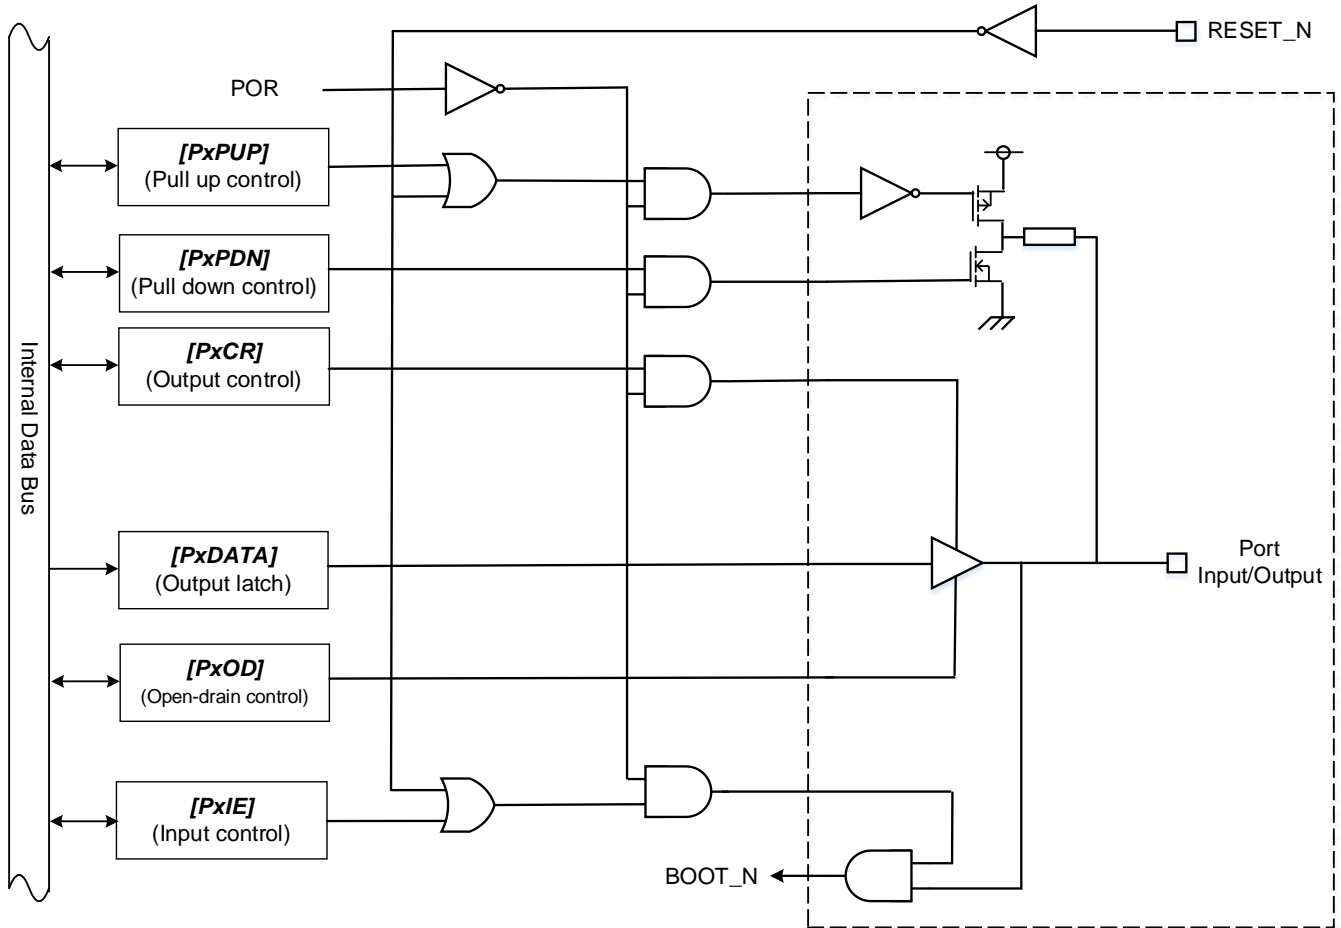 RESET_N
POR
[PxPUP]
(Pull up control)
[PxPDN]
(Pull down control)
[PxCR]
(Output control)
Internal Data Bus
[PxDATA]
(Output latch)
Port
Input/Output
[PxOD]
(Open-drain control)
[PxIE]
(Input control)
BOOT_N